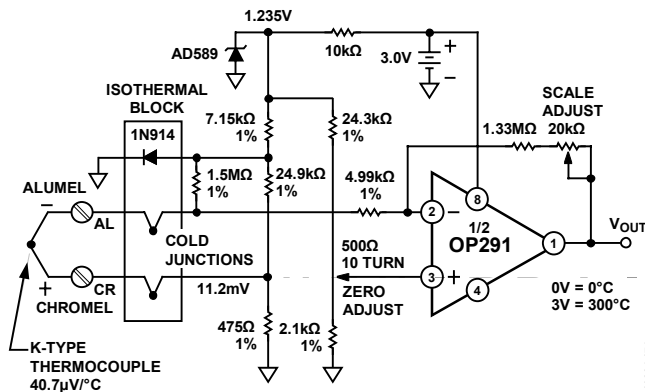 1.235V
AD589
10kΩ
3.0V
+
−
ISOTHERMAL
BLOCK
1N914
7.15kΩ
1%
24.3kΩ
1%
SCALE
ADJUST
20kΩ
1.33MΩ
1.5MΩ
1%
24.9kΩ
1%
4.99kΩ
1%
ALUMEL
−
AL
COLD
JUNCTIONS
+
CR
CHROMEL
11.2mV
500Ω
10 TURN
ZERO
ADJUST
8
2
−
1/2
OP291
3
+
4
1
VOUT
0V = 0°C
3V = 300°C
475Ω
1%
2.1kΩ
1%
K-TYPE
THERMOCOUPLE
40.7µV/°C